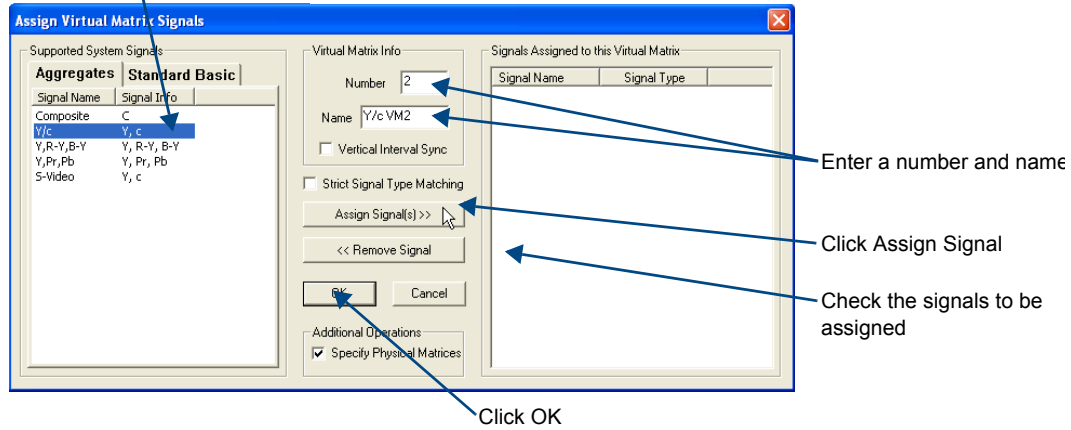 Assign Virtual Matrix Signals
Supported System Signals
Aggregates Standard Basic
Signal Name Signal Info
Composite C
Y/c Y, c
Y,R-Y,B-Y Y, R-Y, B-Y
Y,Pr,Pb Y, Pr, Pb
S-Video Y, c
Virtual Matrix Info
Number 2
Name Y/c VM2
Vertical Interval Sync
Strict Signal Type Matching
Assign Signal(s) >>
<< Remove Signal
OK Cancel
Additional Operations
Specify Physical Matrices
Signals Assigned to this Virtual Matrix
Signal Name Signal Type
Enter a number and name
Click Assign Signal
Check the signals to be
assigned
Click OK